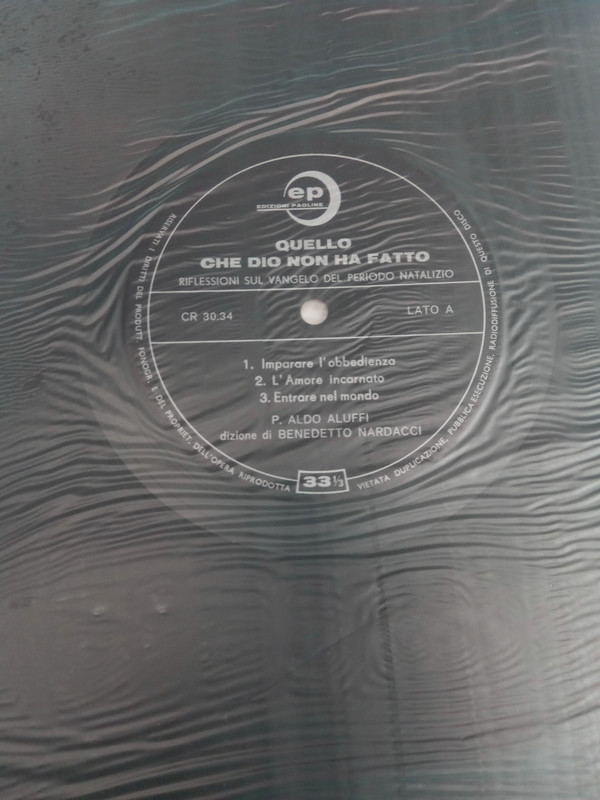 ep
EDIZIONI PAOLINE
QUELLO
CHE DIO NON HA FATTO
RIFLESSIONI SUL VANGELO DEL PERIODO NATALIZIO
CR 30.34
LATO A
1. Imparare l'obbedienza
2. L'Amore incarnato
3. Entrare nel mondo
P. ALDO ALUFFI
dizione di BENEDETTO NARDACCI
33⅓
RISERVATI I DIRITTI DEL PRODUTT. FONOGR. E DEL PROPRIET. DELL'OPERA RIPRODOTTA
VIETATA DUPLICAZIONE, PUBBLICA ESECUZIONE, RADIODIFFUSIONE DI QUESTO DISCO